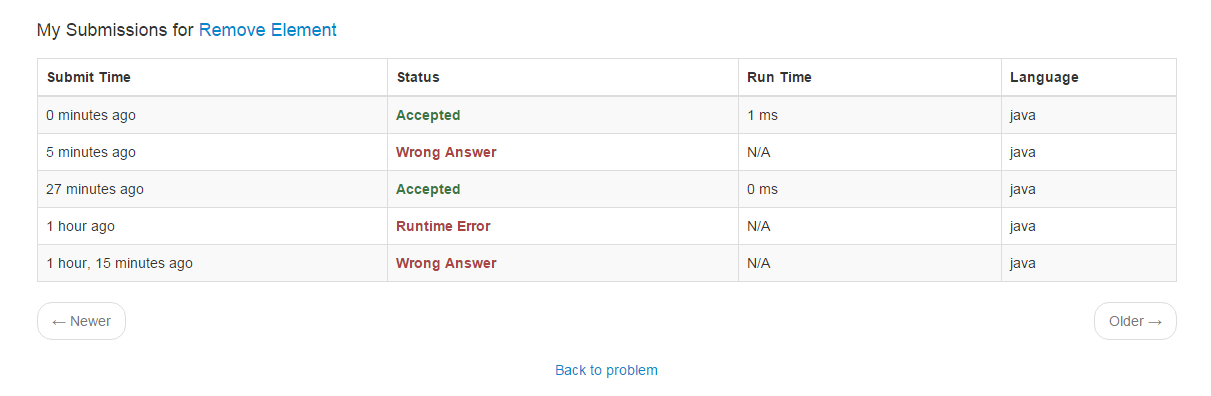 My Submissions for Remove Element
Submit Time Status Run Time Language
0 minutes ago Accepted 1 ms java
5 minutes ago Wrong Answer N/A java
27 minutes ago Accepted 0 ms java
1 hour ago Runtime Error N/A java
1 hour, 15 minutes ago Wrong Answer N/A java
← Newer Older →
Back to problem